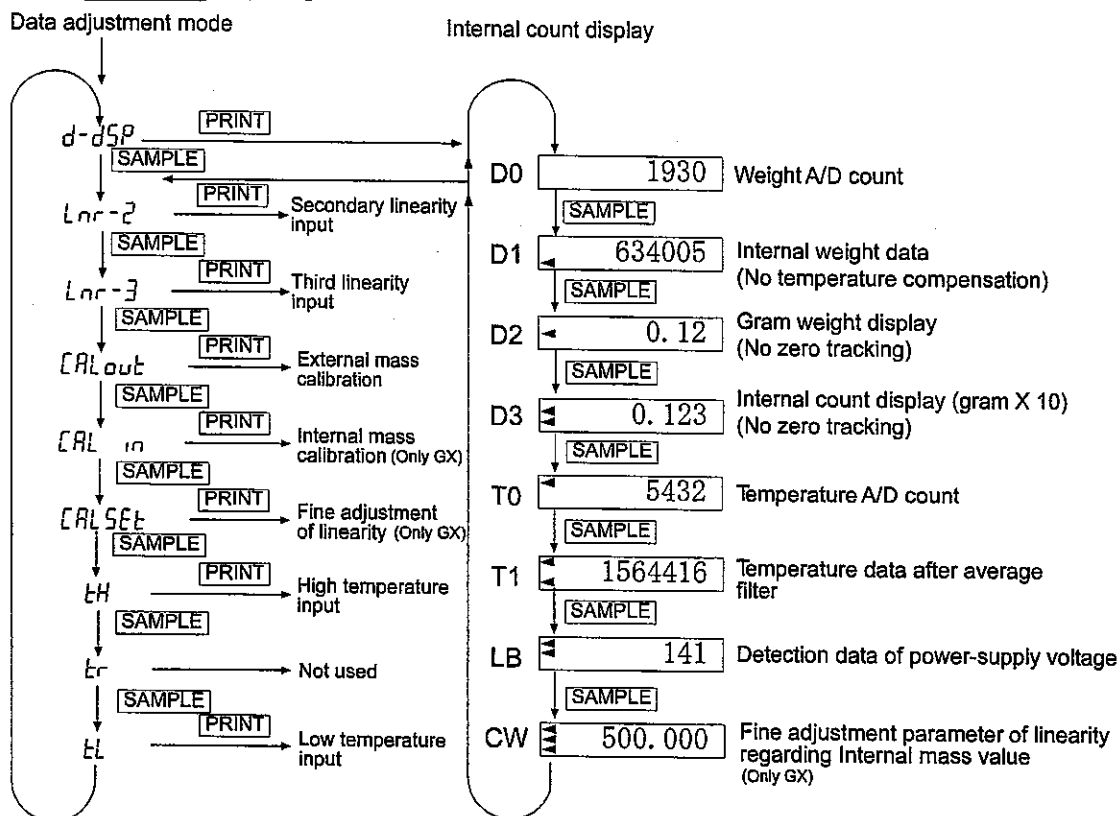 Data adjustment mode
d-dSP
PRINT
SAMPLE
PRINT
Lnr-2
Secondary linearity
input
SAMPLE
PRINT
Lnr-3
Third linearity
input
SAMPLE
PRINT
CALout
External mass
calibration
SAMPLE
PRINT
CAL in
Internal mass
calibration (Only GX)
SAMPLE
PRINT
CALSEt
Fine adjustment
of linearity (Only GX)
SAMPLE
PRINT
tH
High temperature
input
SAMPLE
tr
Not used
SAMPLE
PRINT
tL
Low temperature
input
Internal count display
D0 1930 Weight A/D count
SAMPLE
D1 634005 Internal weight data
(No temperature compensation)
SAMPLE
D2 0.12 Gram weight display
(No zero tracking)
SAMPLE
D3 0.123 Internal count display (gram X 10)
(No zero tracking)
SAMPLE
T0 5432 Temperature A/D count
SAMPLE
T1 1564416 Temperature data after average
filter
SAMPLE
LB 141 Detection data of power-supply voltage
SAMPLE
CW 500.000 Fine adjustment parameter of linearity
regarding Internal mass value
(Only GX)